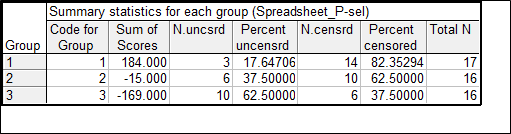 Summary statistics for each group (Spreadsheet_P-sel)
Group Code for Group Sum of Scores N.uncsrd Percent uncensrd N.censrd Percent censored Total N
1 1 184.000 3 17.64706 14 82.35294 17
2 2 -15.000 6 37.50000 10 62.50000 16
3 3 -169.000 10 62.50000 6 37.50000 16